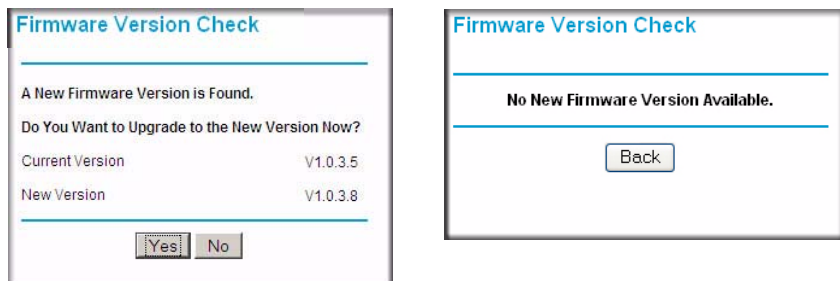 Firmware Version Check
A New Firmware Version is Found.
Do You Want to Upgrade to the New Version Now?
Current Version V1.0.3.5
New Version V1.0.3.8
Yes No
Firmware Version Check
No New Firmware Version Available.
Back